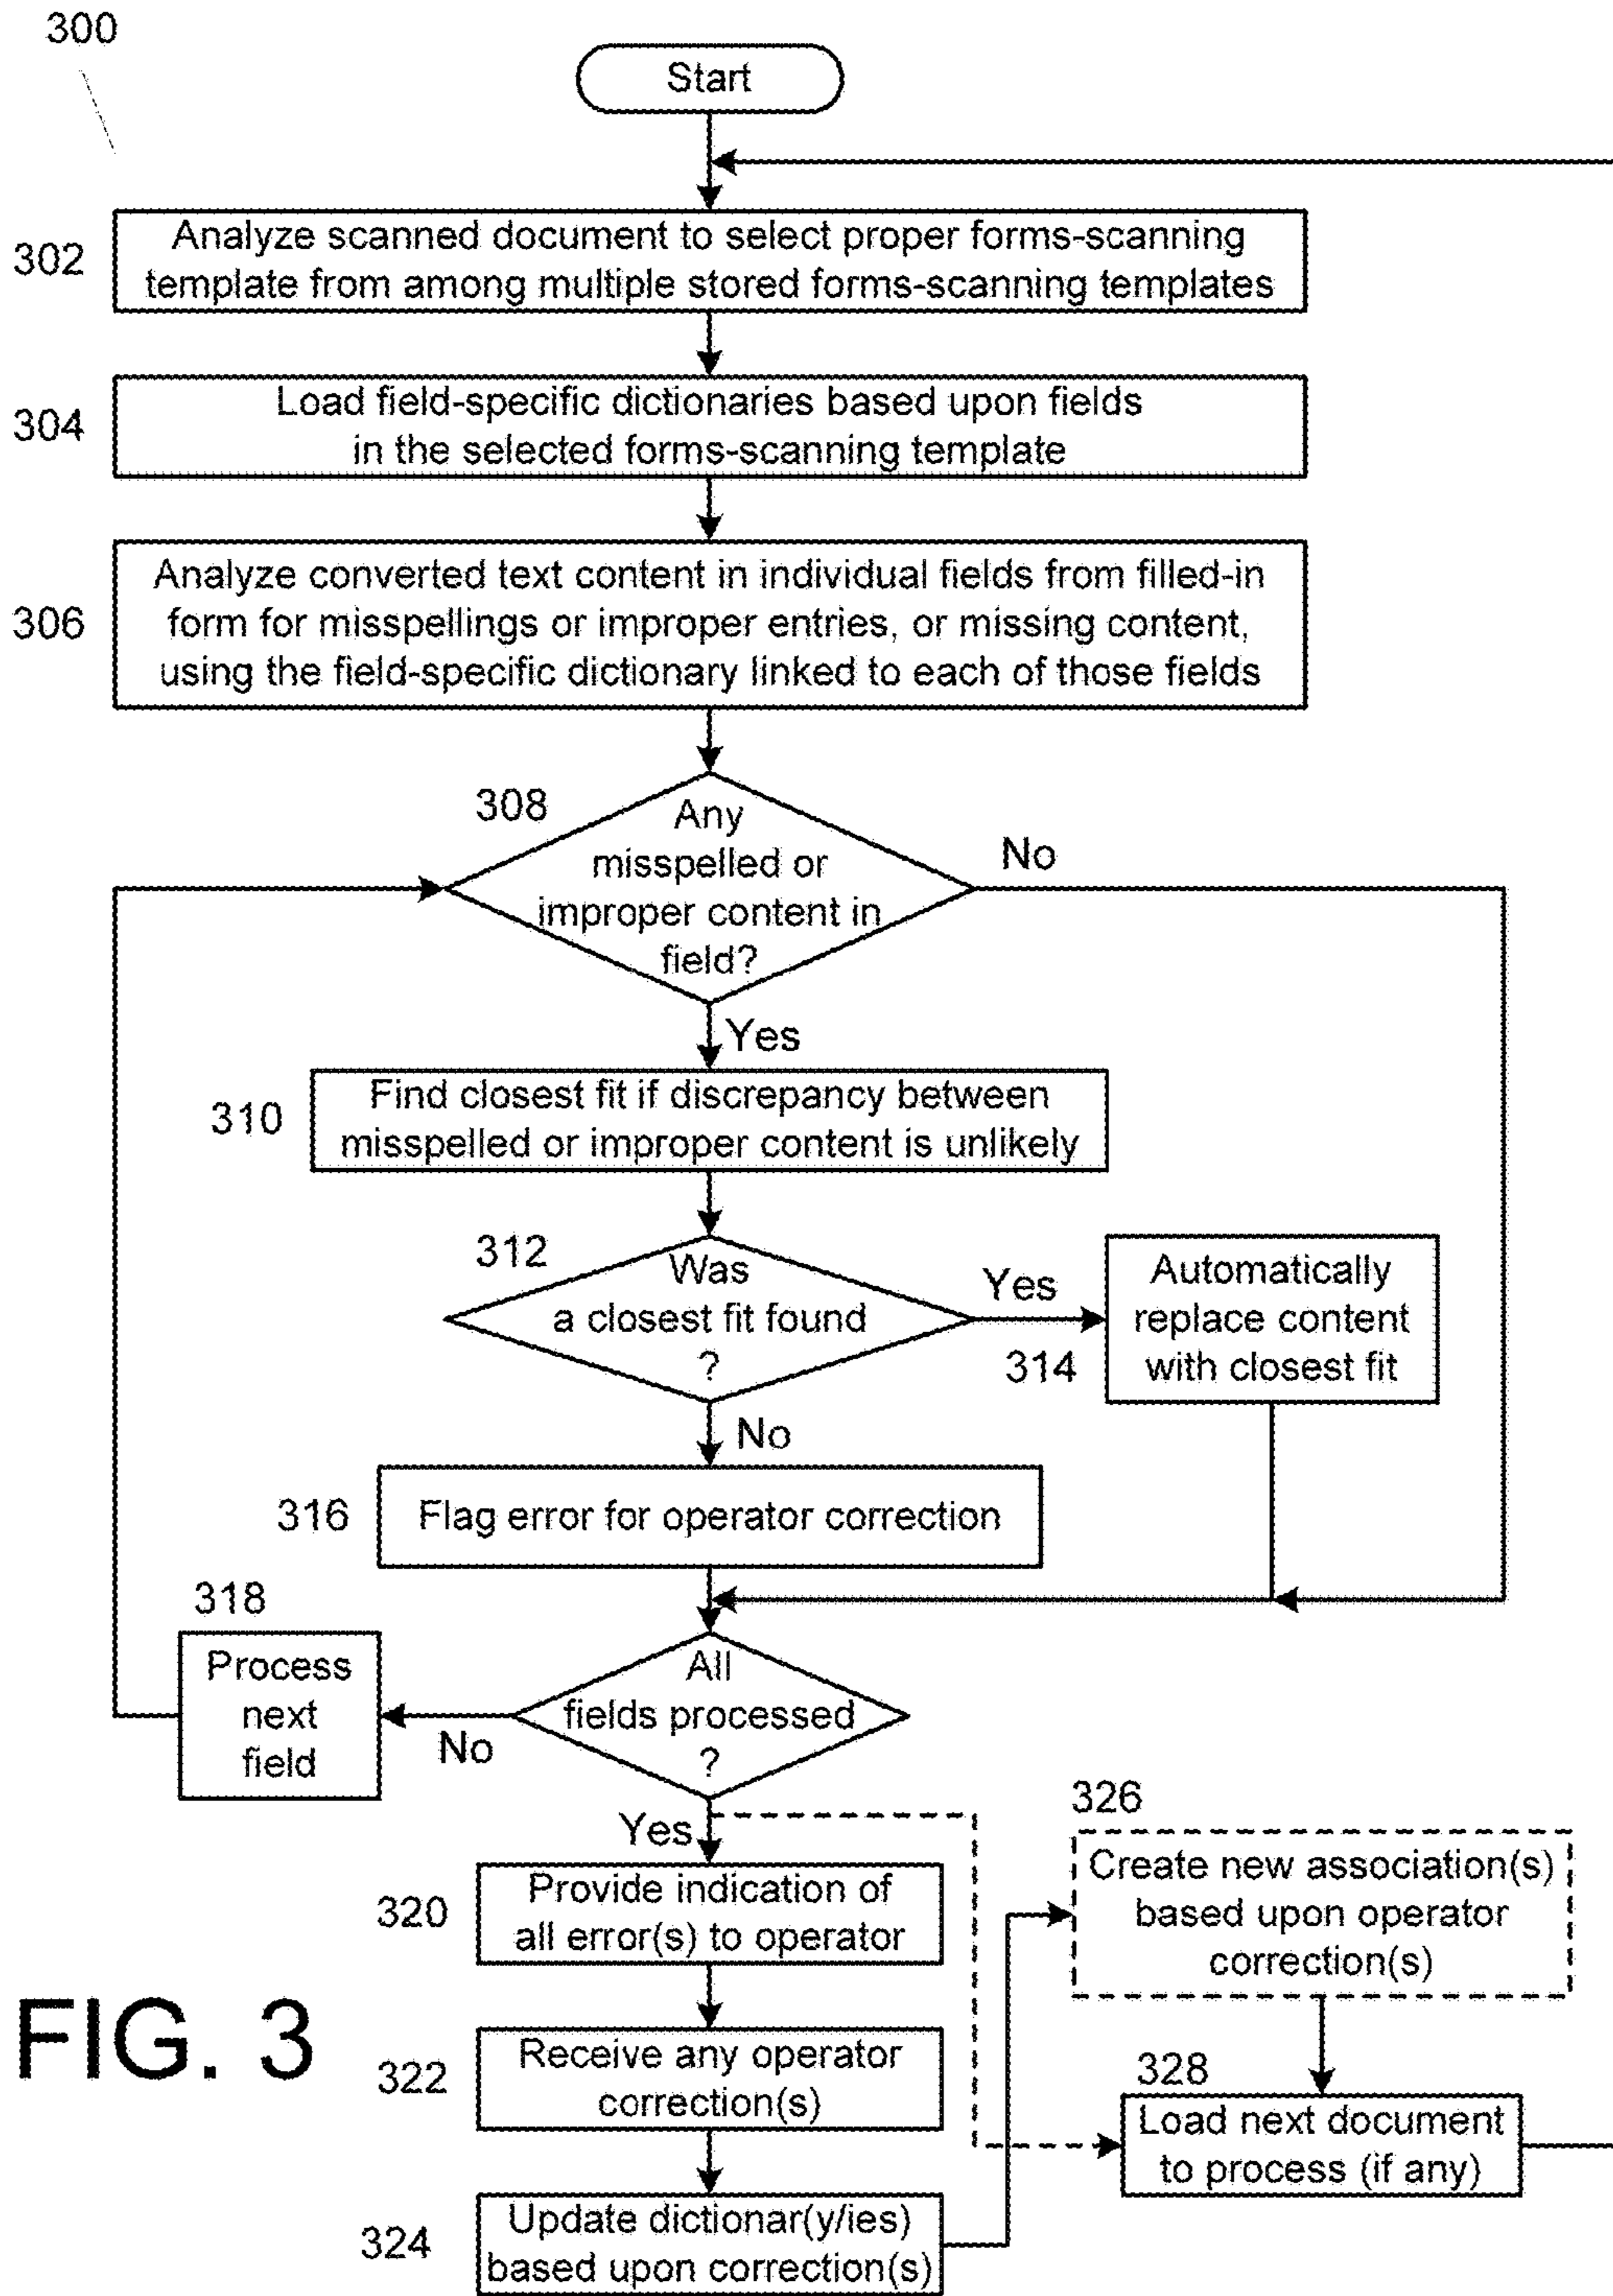 300
Start
302
Analyze scanned document to select proper forms-scanning
template from among multiple stored forms-scanning templates
304
Load field-specific dictionaries based upon fields
in the selected forms-scanning template
306
Analyze converted text content in individual fields from filled-in
form for misspellings or improper entries, or missing content,
using the field-specific dictionary linked to each of those fields
308
Any
misspelled or
improper content in
field?
No
Yes
310
Find closest fit if discrepancy between
misspelled or improper content is unlikely
312
Was
a closest fit found
?
Yes
314
Automatically
replace content
with closest fit
No
316
Flag error for operator correction
318
Process
next
field
No
All
fields processed
?
Yes
320
Provide indication of
all error(s) to operator
326
Create new association(s)
based upon operator
correction(s)
FIG. 3
322
Receive any operator
correction(s)
328
Load next document
to process (if any)
324
Update dictionar(y/ies)
based upon correction(s)